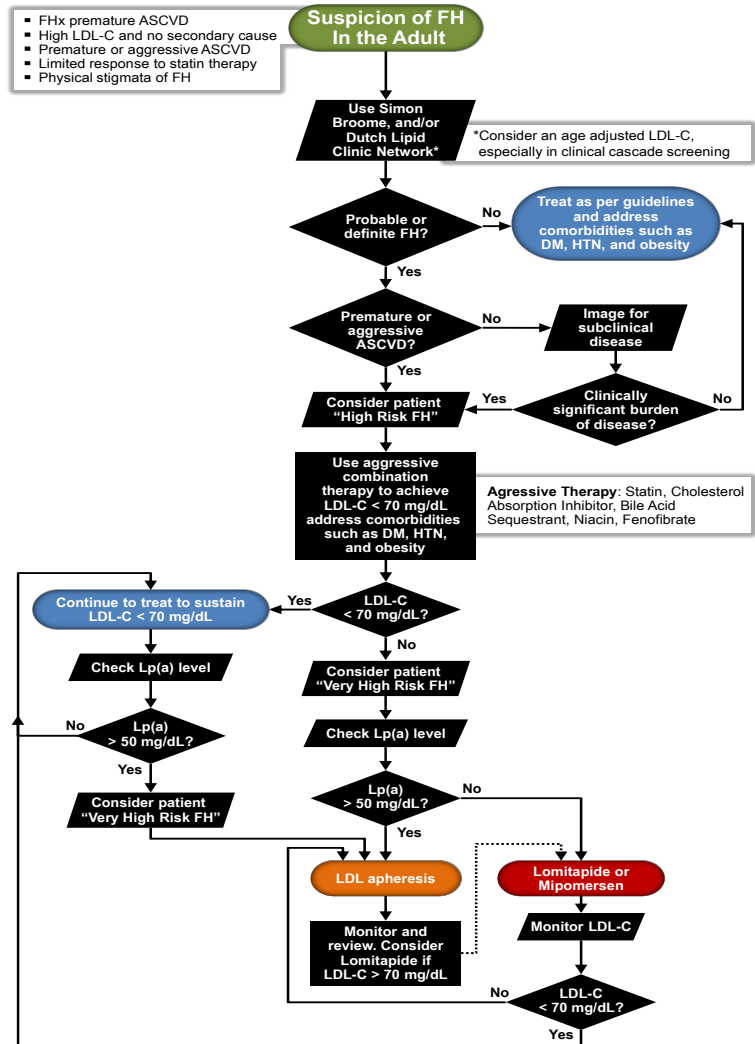 ▪ FHx premature ASCVD
▪ High LDL-C and no secondary cause
▪ Premature or aggressive ASCVD
▪ Limited response to statin therapy
▪ Physical stigmata of FH
Suspicion of FH
In the Adult
Use Simon
Broome, and/or
Dutch Lipid
Clinic Network*
*Consider an age adjusted LDL-C,
especially in clinical cascade screening
Probable or
definite FH?
No
Treat as per guidelines
and address
comorbidities such as
DM, HTN, and obesity
Yes
Premature or
aggressive
ASCVD?
No
Image for
subclinical
disease
Yes
Consider patient
“High Risk FH”
Yes
Clinically
significant burden
of disease?
No
Use aggressive
combination
therapy to achieve
LDL-C < 70 mg/dL
address comorbidities
such as DM, HTN,
and obesity
Agressive Therapy: Statin, Cholesterol
Absorption Inhibitor, Bile Acid
Sequestrant, Niacin, Fenofibrate
Continue to treat to sustain
LDL-C < 70 mg/dL
Yes
LDL-C
< 70 mg/dL?
No
Check Lp(a) level
Consider patient
“Very High Risk FH”
No
Lp(a)
> 50 mg/dL?
Check Lp(a) level
Yes
Lp(a)
> 50 mg/dL?
No
Consider patient
“Very High Risk FH”
Yes
LDL apheresis
Lomitapide or
Mipomersen
Monitor and
review. Consider
Lomitapide if
LDL-C > 70 mg/dL
Monitor LDL-C
No
LDL-C
< 70 mg/dL?
Yes